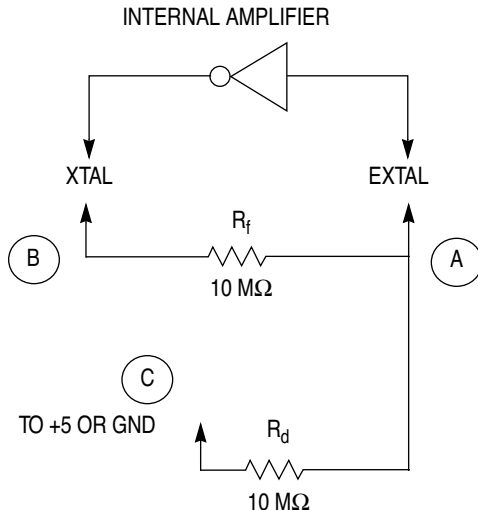 INTERNAL AMPLIFIER
XTAL
EXTAL
B
Rf
A
10 MΩ
C
TO +5 OR GND
Rd
10 MΩ